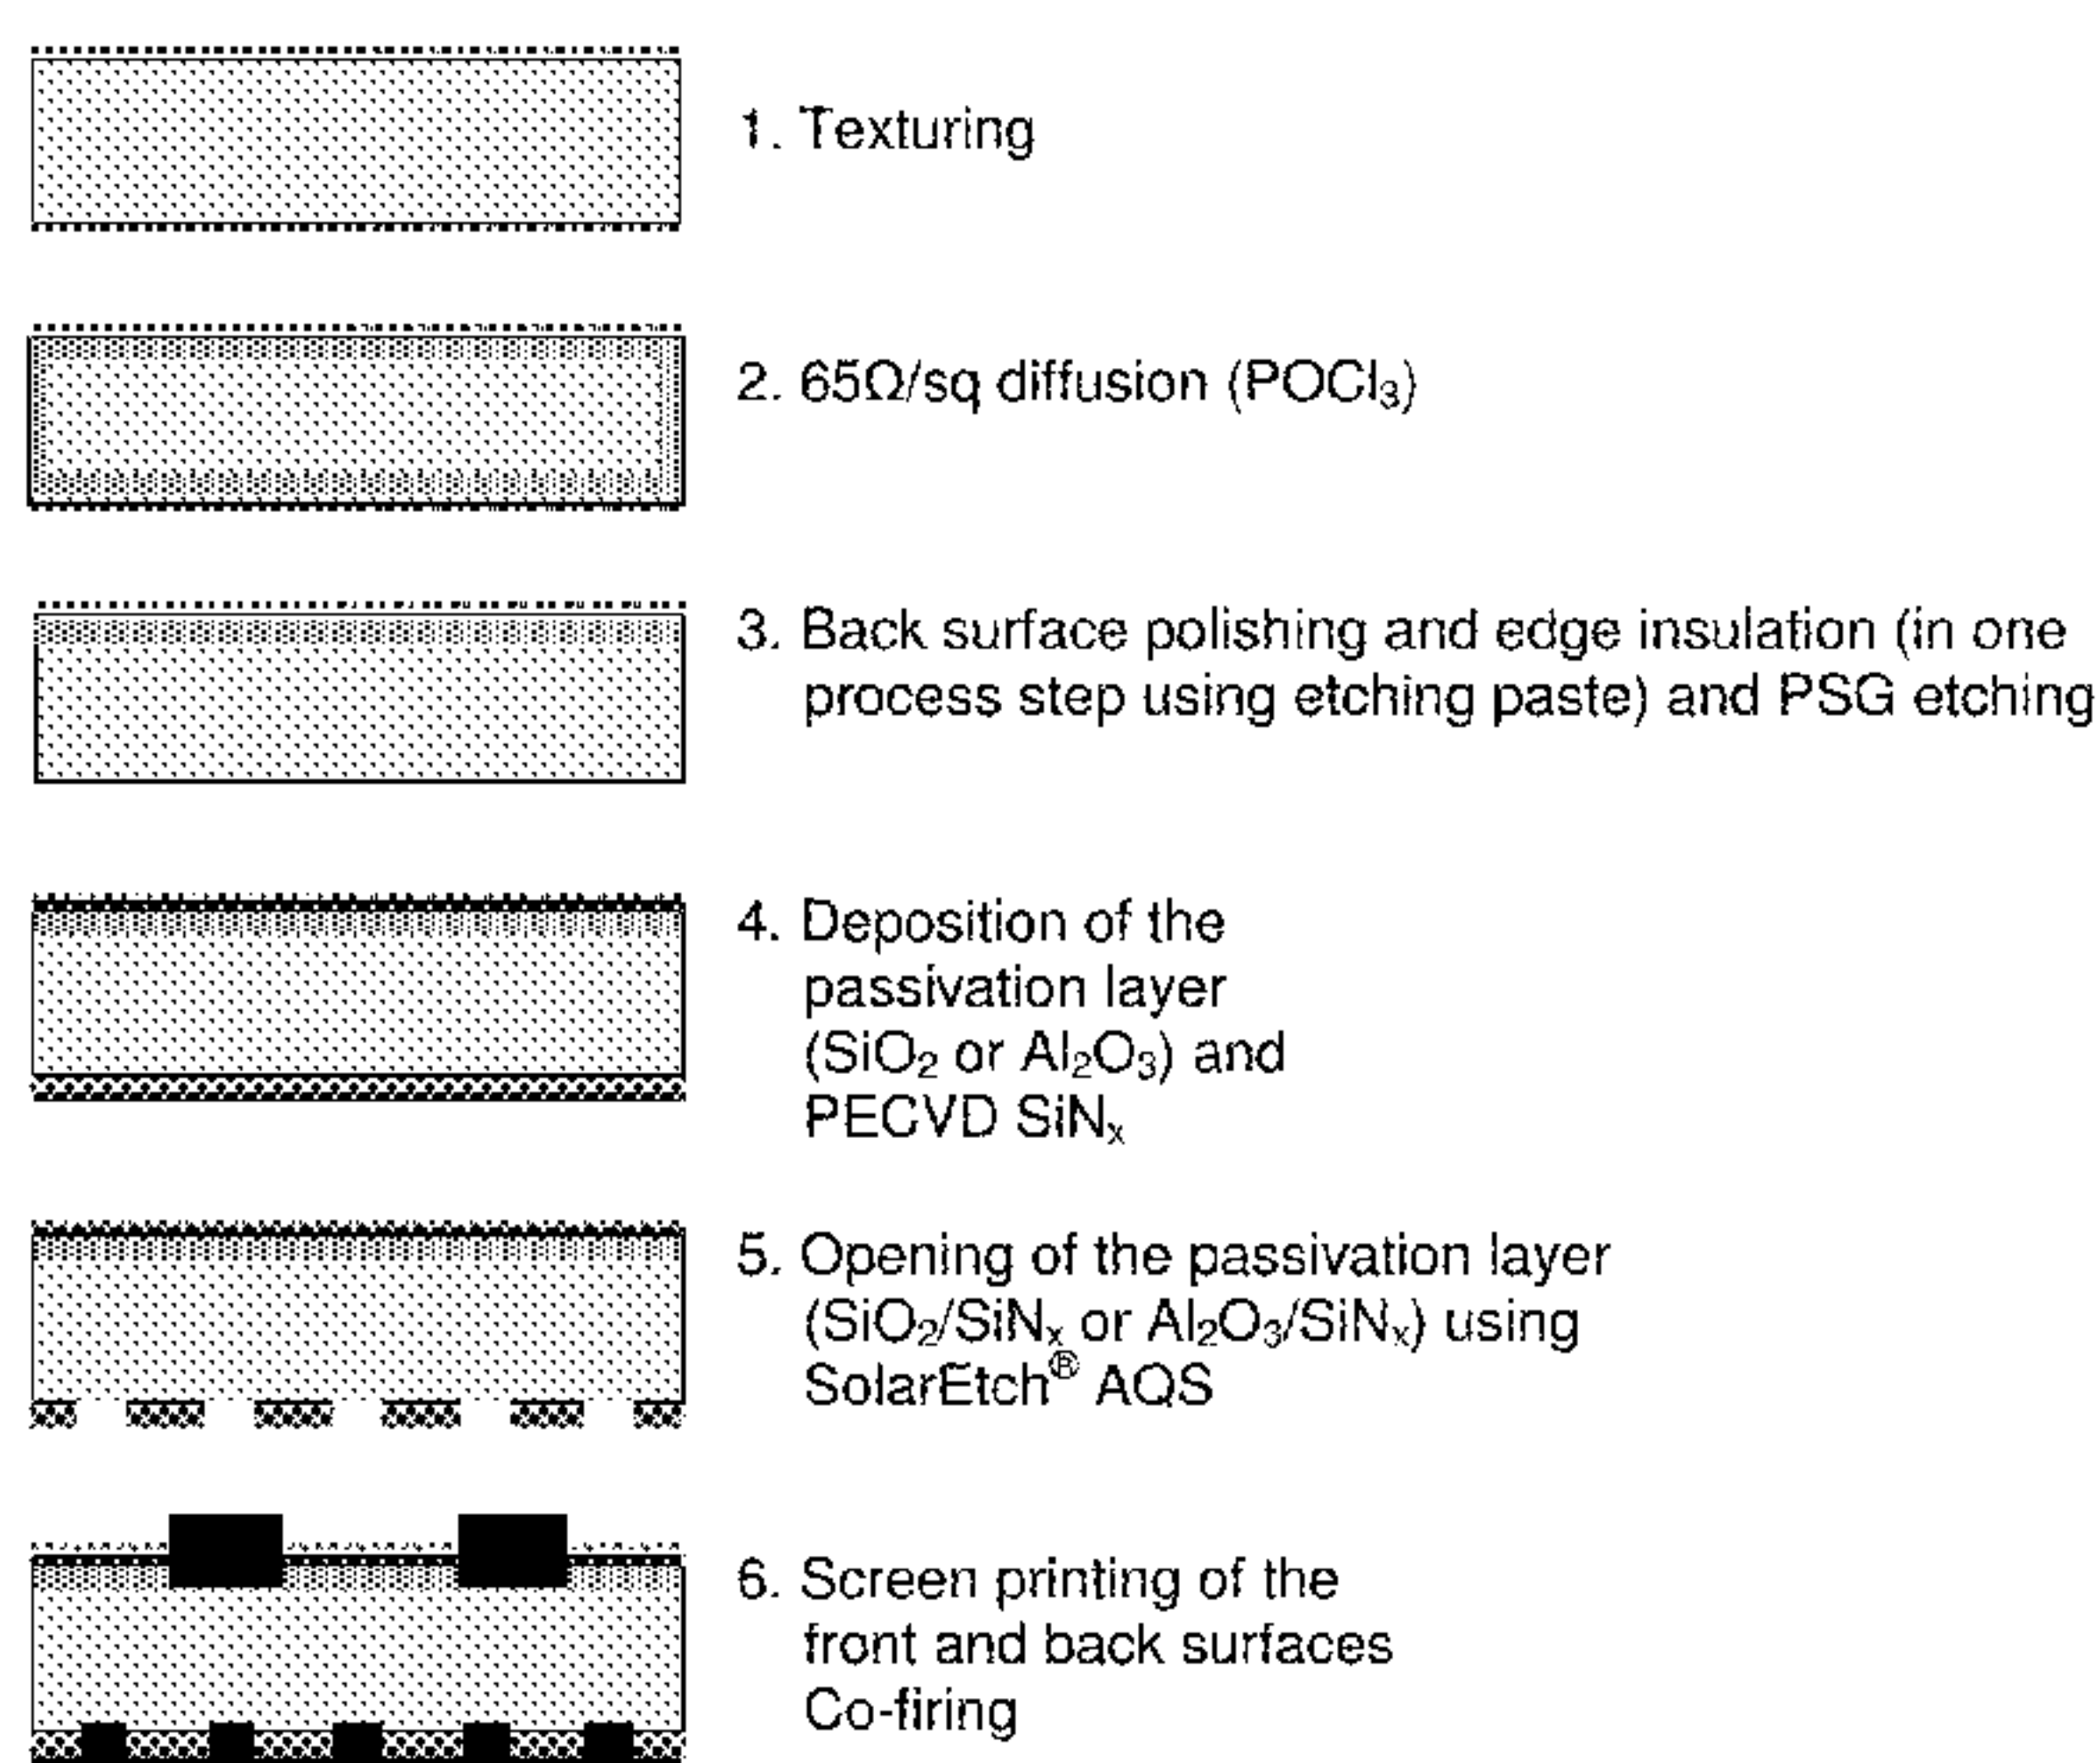 1. Texturing
2. 65Ω/sq diffusion (POCl₃)
3. Back surface polishing and edge insulation (in one
process step using etching paste) and PSG etching
4. Deposition of the
passivation layer
(SiO₂ or Al₂O₃) and
PECVD SiNₓ
5. Opening of the passivation layer
(SiO₂/SiNₓ or Al₂O₃/SiNₓ) using
SolarEtch® AQS
6. Screen printing of the
front and back surfaces
Co-firing